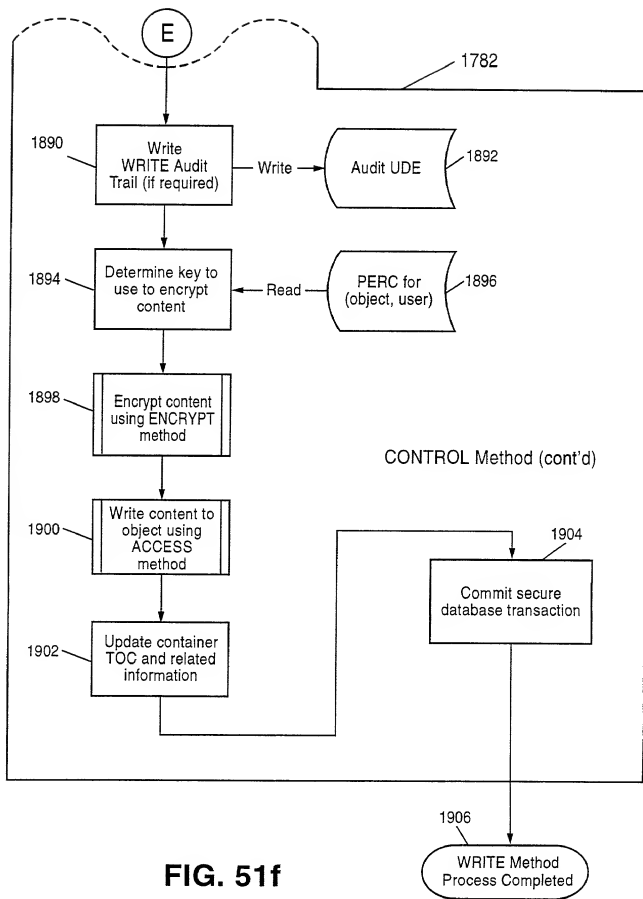 E
1782
1890
Write
WRITE Audit
Trail (if required)
Write
Audit UDE
1892
1894
Determine key to
use to encrypt
content
Read
PERC for
(object, user)
1896
1898
Encrypt content
using ENCRYPT
method
CONTROL Method (cont'd)
1900
Write content to
object using
ACCESS
method
1904
Commit secure
database transaction
1902
Update container
TOC and related
information
1906
WRITE Method
Process Completed
FIG. 51f